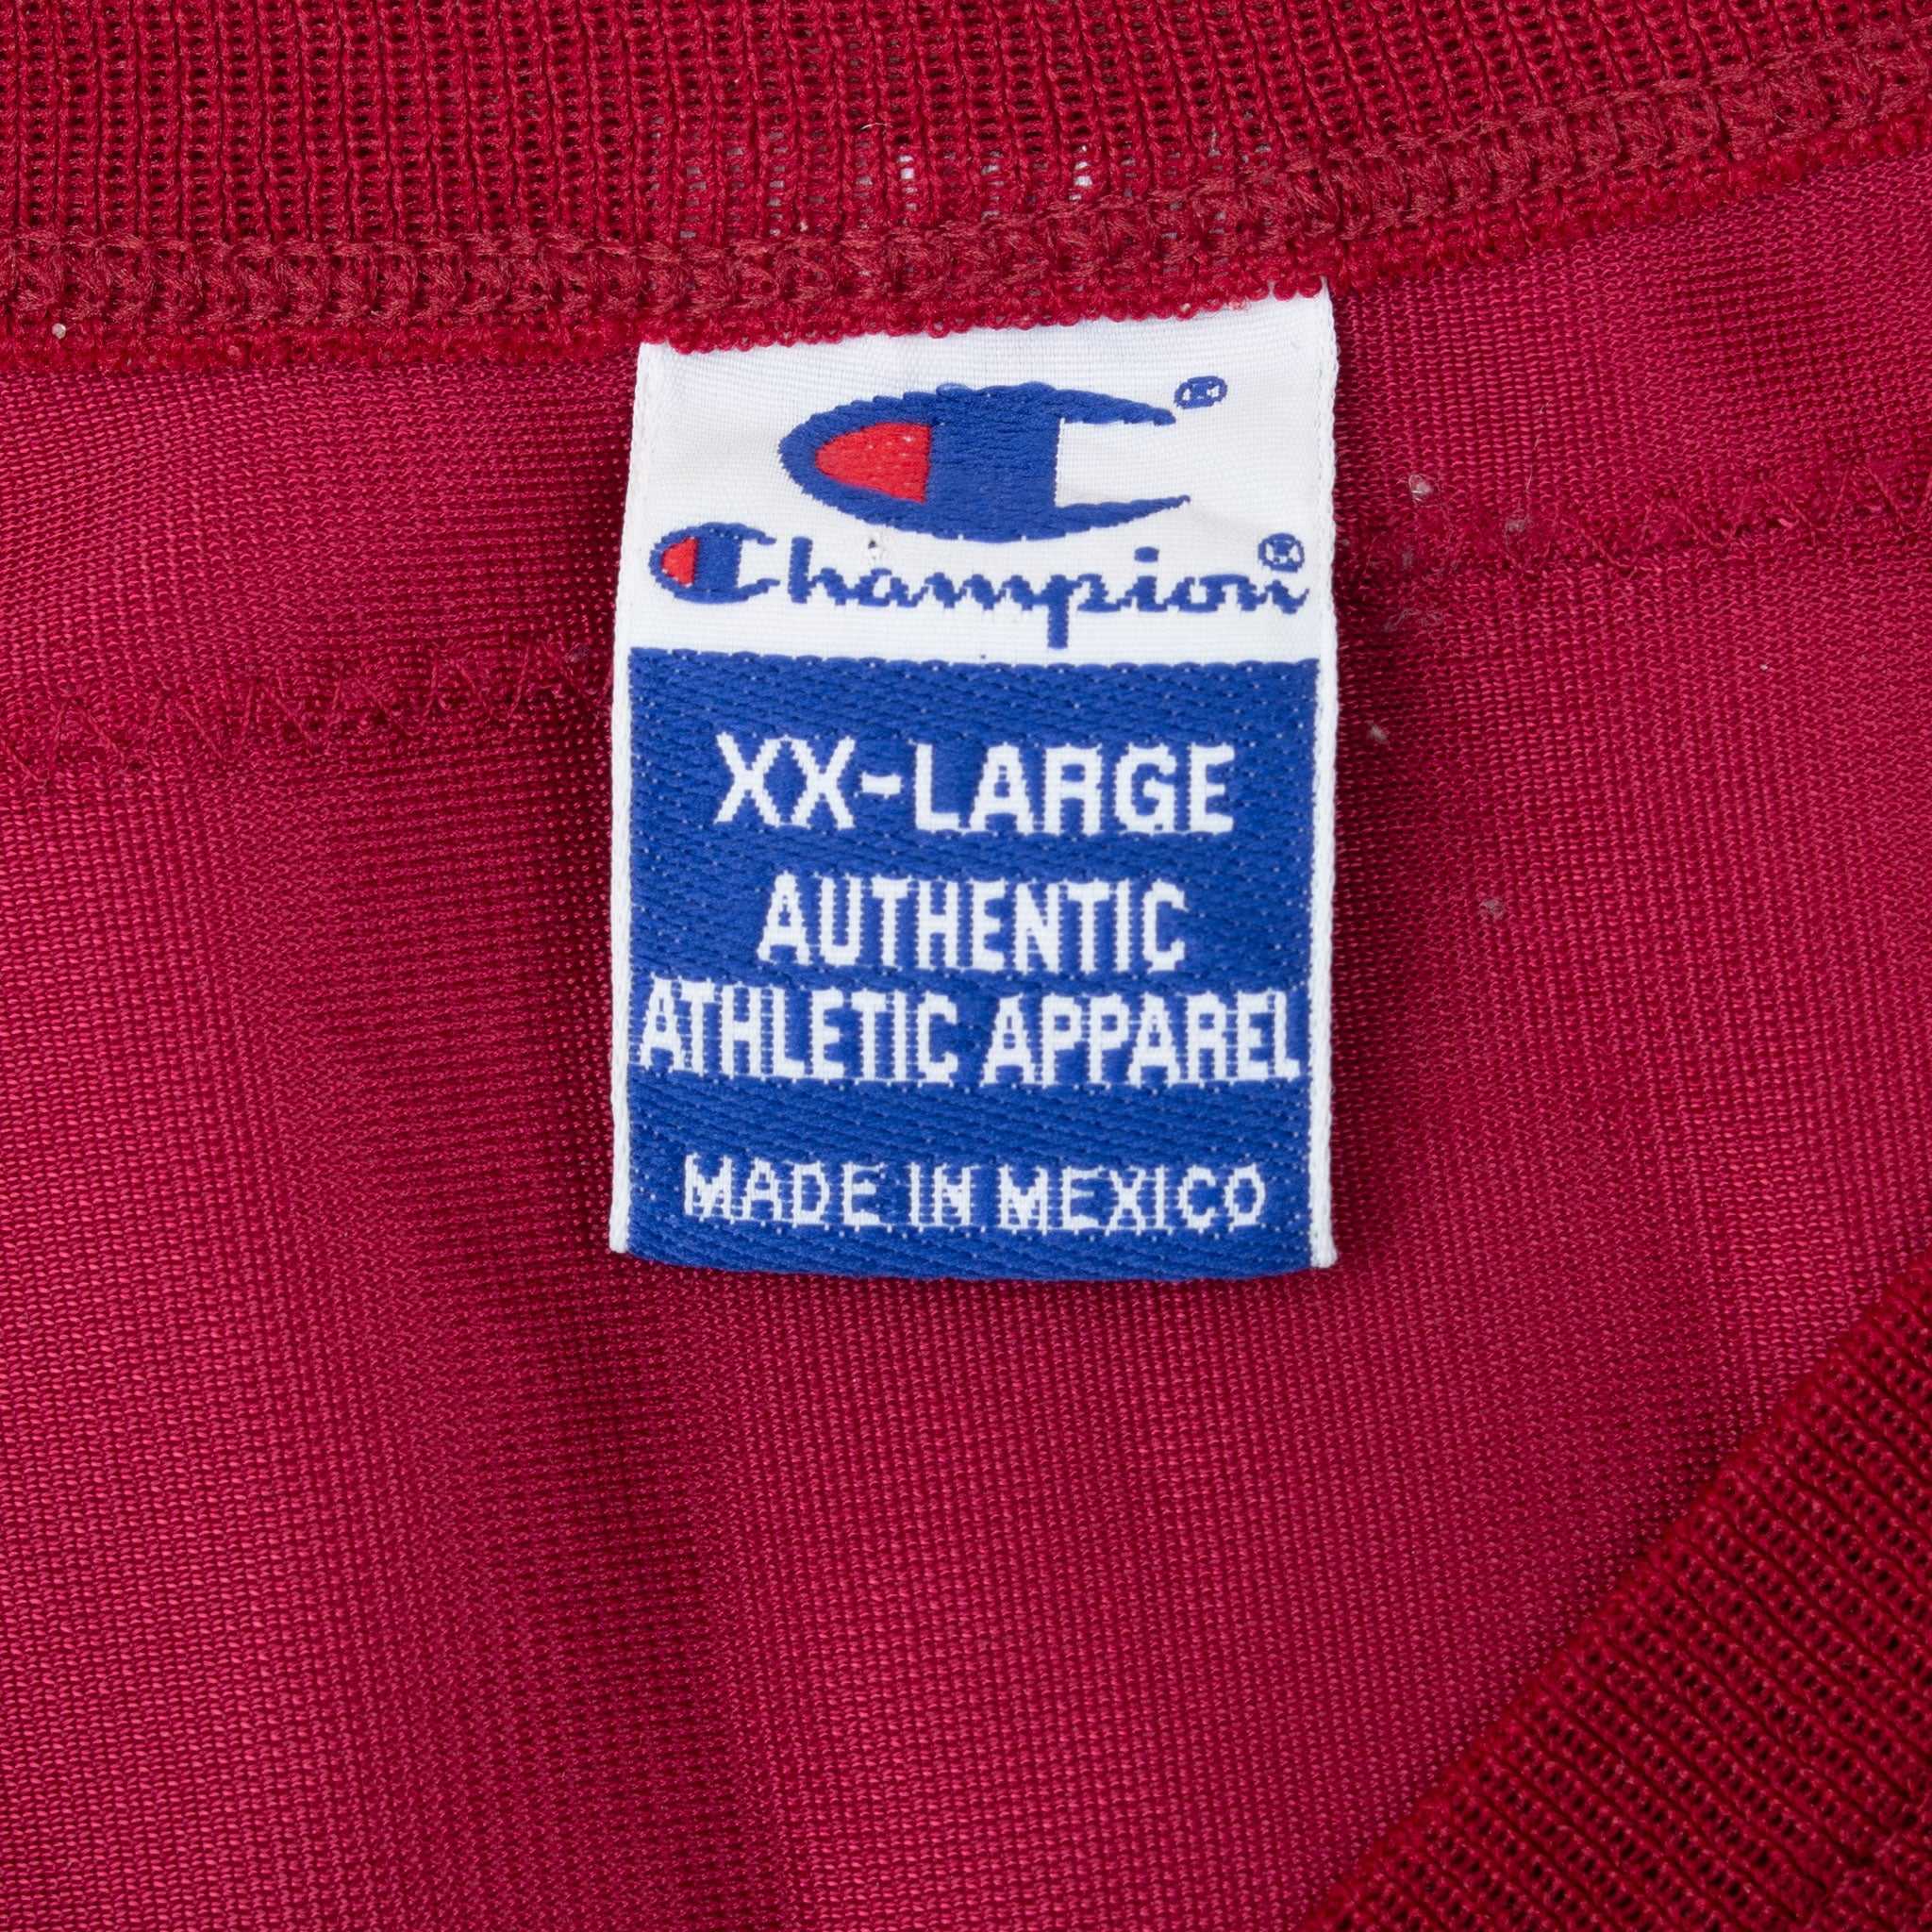 ®
Champion®
XX-LARGE
AUTHENTIC
ATHLETIC APPAREL
MADE IN MEXICO